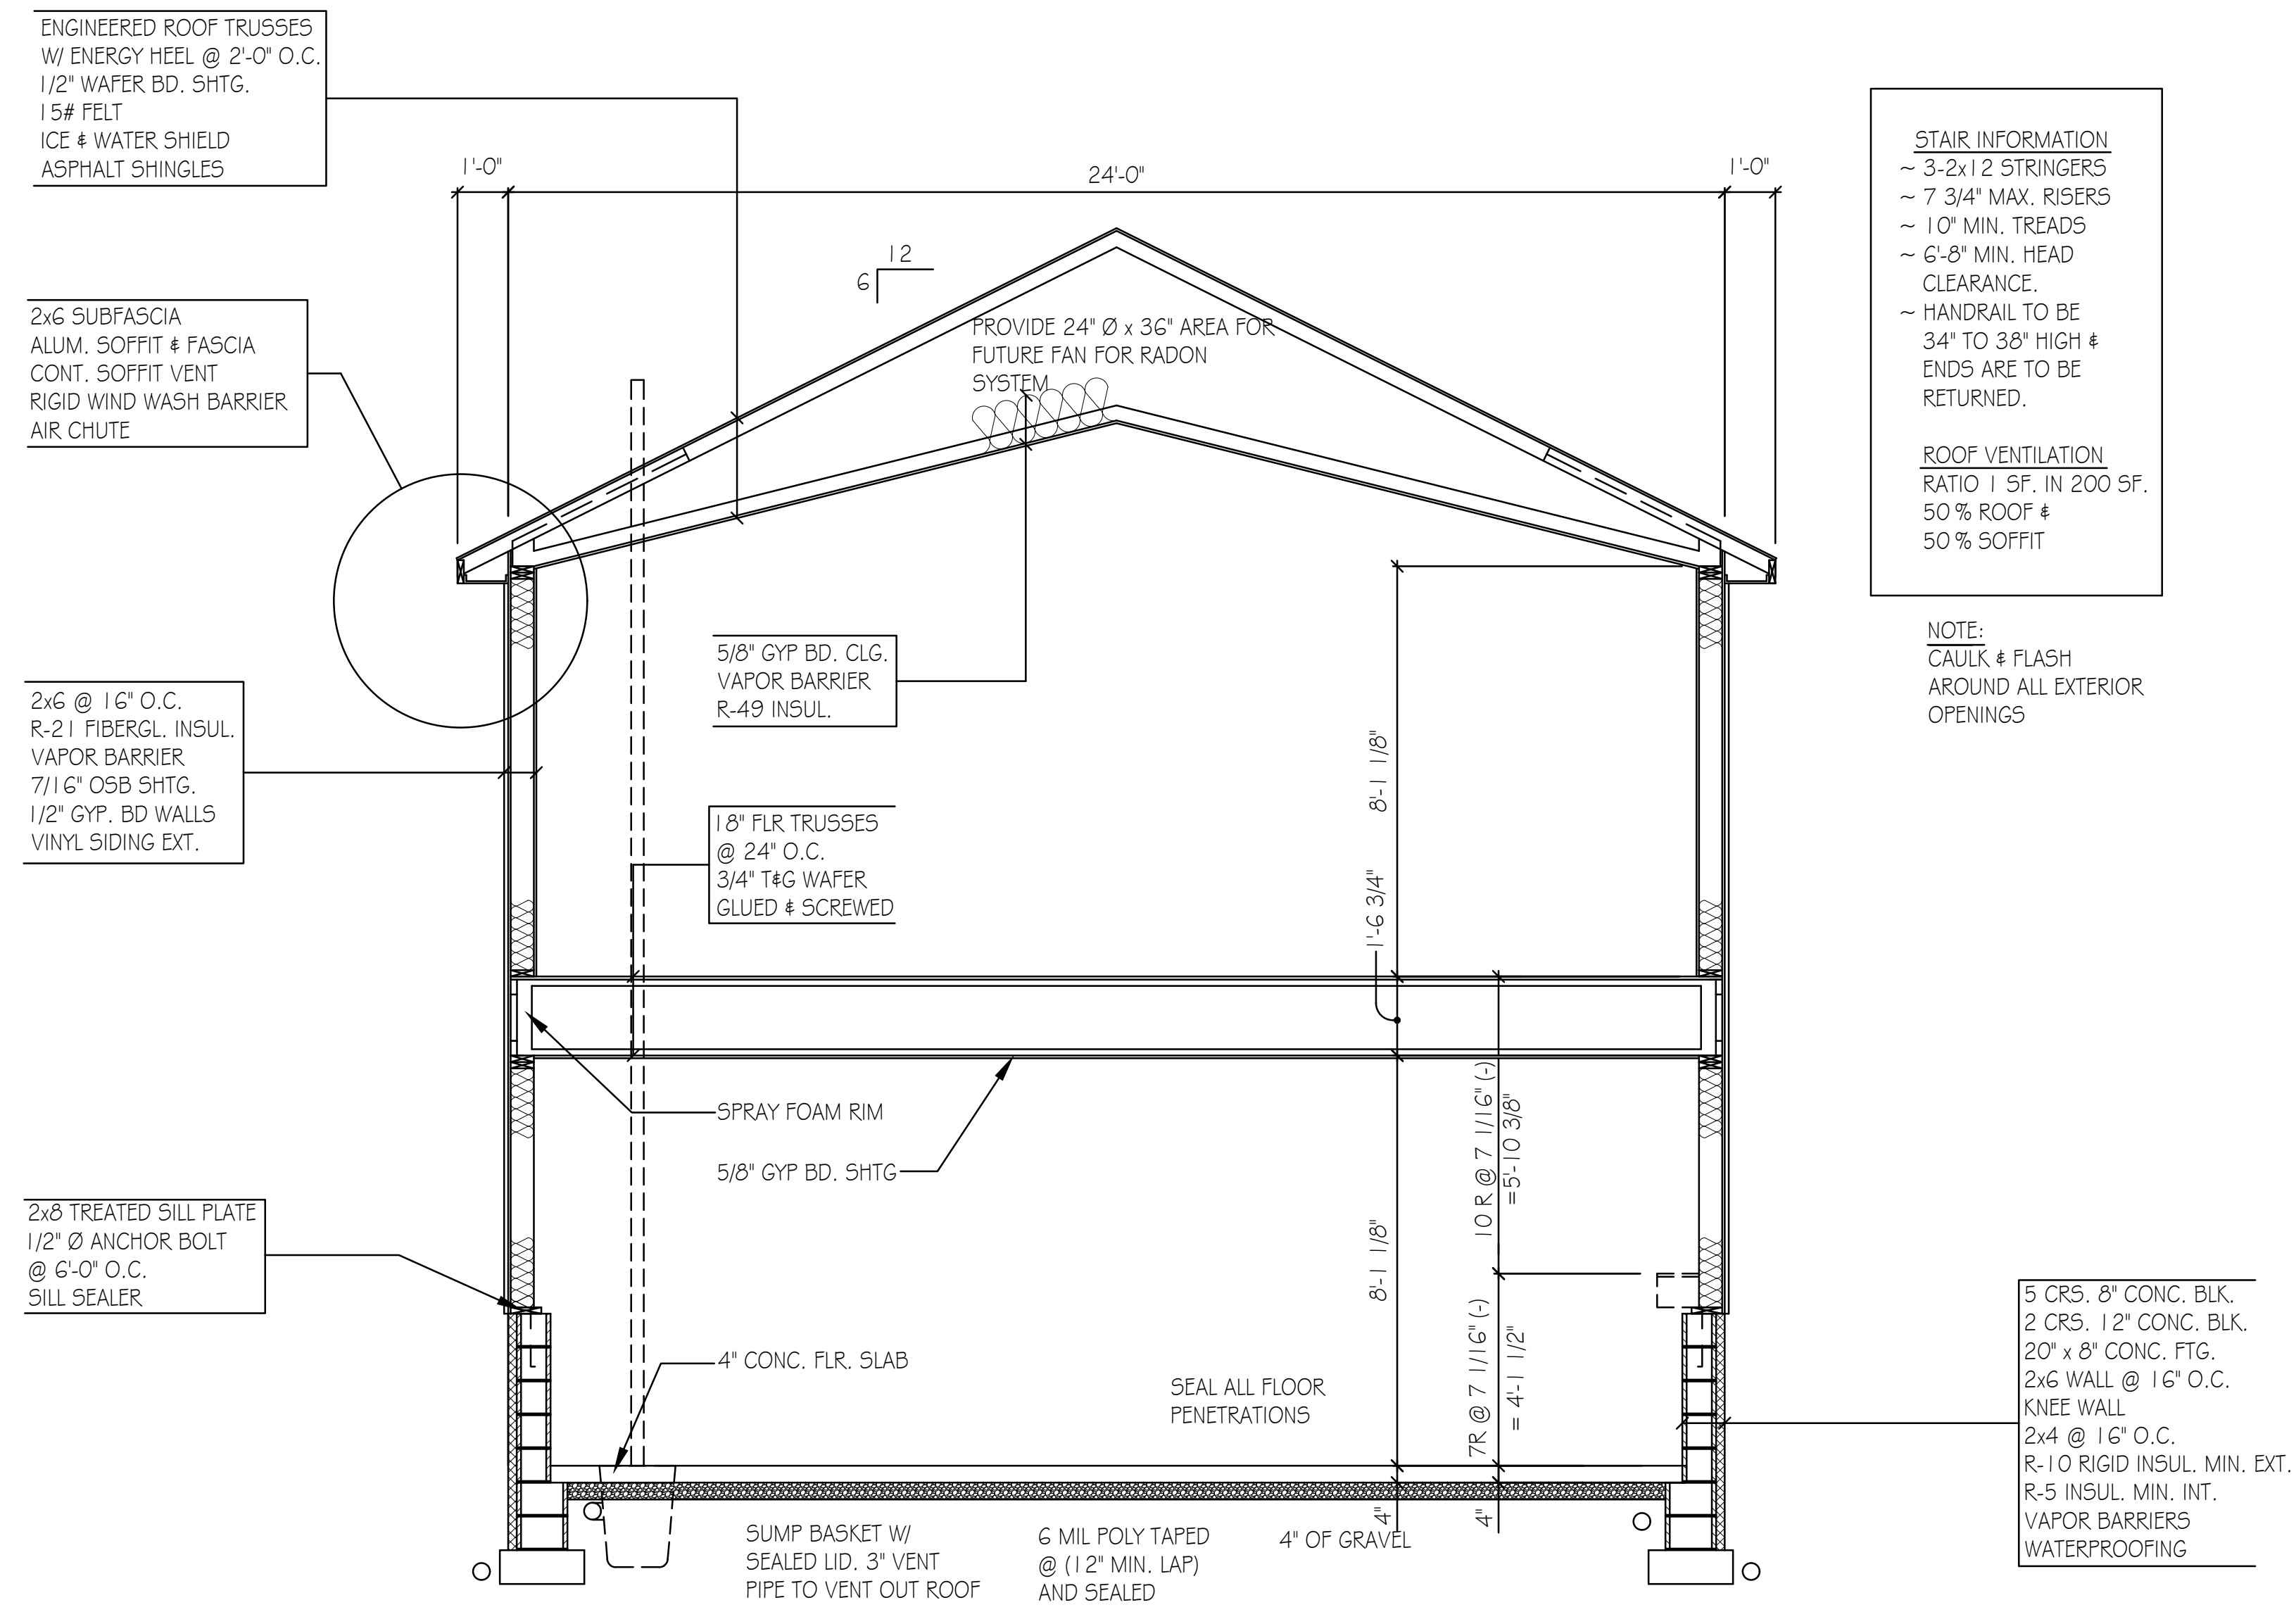 ENGINEERED ROOF TRUSSES
W/ ENERGY HEEL @ 2'-0" O.C.
1/2" WAFER BD. SHTG.
15# FELT
ICE & WATER SHIELD
ASPHALT SHINGLES
1'-0"
24'-0"
1'-0"
12
6
PROVIDE 24" Ø x 36" AREA FOR
FUTURE FAN FOR RADON
SYSTEM
STAIR INFORMATION
~ 3-2x12 STRINGERS
~ 7 3/4" MAX. RISERS
~ 10" MIN. TREADS
~ 6'-8" MIN. HEAD
CLEARANCE.
~ HANDRAIL TO BE
34" TO 38" HIGH &
ENDS ARE TO BE
RETURNED.
ROOF VENTILATION
RATIO 1 SF. IN 200 SF.
50% ROOF &
50% SOFFIT
NOTE:
CAULK & FLASH
AROUND ALL EXTERIOR
OPENINGS
2x6 SUBFASCIA
ALUM. SOFFIT & FASCIA
CONT. SOFFIT VENT
RIGID WIND WASH BARRIER
AIR CHUTE
5/8" GYP BD. CLG.
VAPOR BARRIER
R-49 INSUL.
2x6 @ 16" O.C.
R-21 FIBERGL. INSUL.
VAPOR BARRIER
7/16" OSB SHTG.
1/2" GYP. BD WALLS
VINYL SIDING EXT.
18" FLR TRUSSES
@ 24" O.C.
3/4" T&G WAFER
GLUED & SCREWED
8'-1 1/8"
1'-6 3/4"
SPRAY FOAM RIM
5/8" GYP BD. SHTG
10 R @ 7 1/16" (-)
=5'-10 3/8"
8'-1 1/8"
7R @ 7 1/16" (-)
= 4'-1 1/2"
2x8 TREATED SILL PLATE
1/2" Ø ANCHOR BOLT
@ 6'-0" O.C.
SILL SEALER
4" CONC. FLR. SLAB
SEAL ALL FLOOR
PENETRATIONS
5 CRS. 8" CONC. BLK.
2 CRS. 12" CONC. BLK.
20" x 8" CONC. FTG.
2x6 WALL @ 16" O.C.
KNEE WALL
2x4 @ 16" O.C.
R-10 RIGID INSUL. MIN. EXT.
R-5 INSUL. MIN. INT.
VAPOR BARRIERS
WATERPROOFING
SUMP BASKET W/
SEALED LID. 3" VENT
PIPE TO VENT OUT ROOF
6 MIL POLY TAPED
@ (12" MIN. LAP)
AND SEALED
4" OF GRAVEL
4"
4"